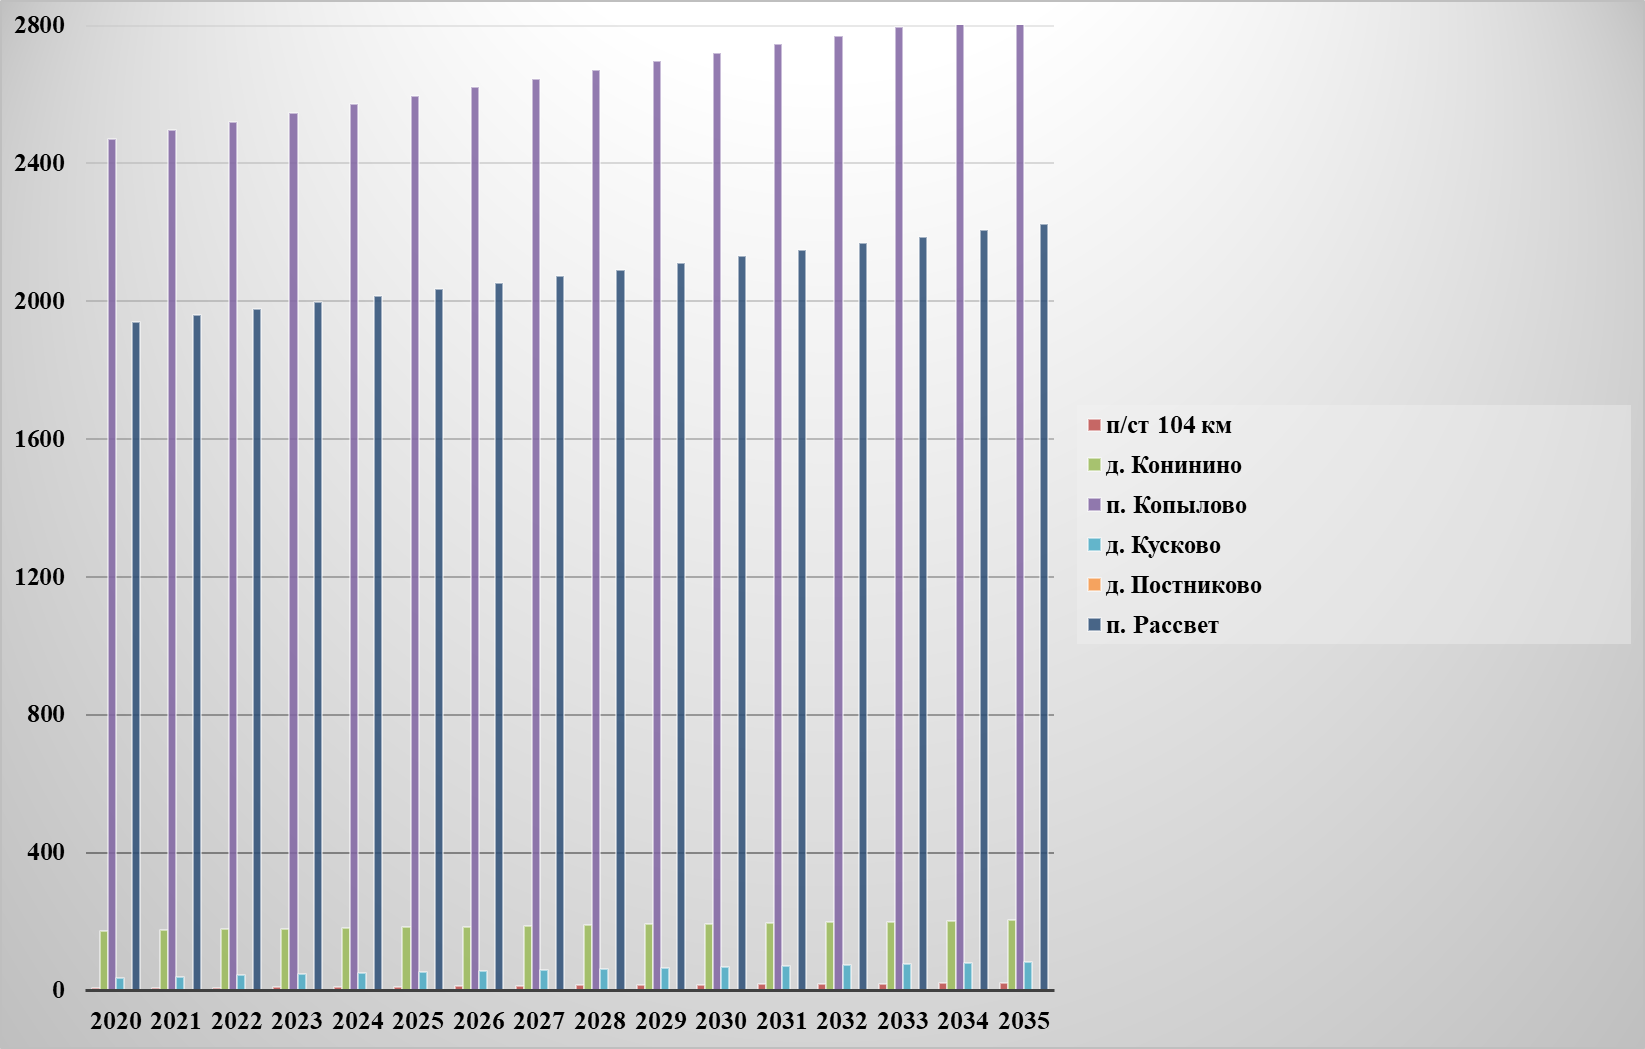 2800
2400
2000
1600
1200
800
400
0
2020 2021 2022 2023 2024 2025 2026 2027 2028 2029 2030 2031 2032 2033 2034 2035
п/ст 104 км
д. Конинино
п. Копылово
д. Кусково
д. Постниково
п. Рассвет